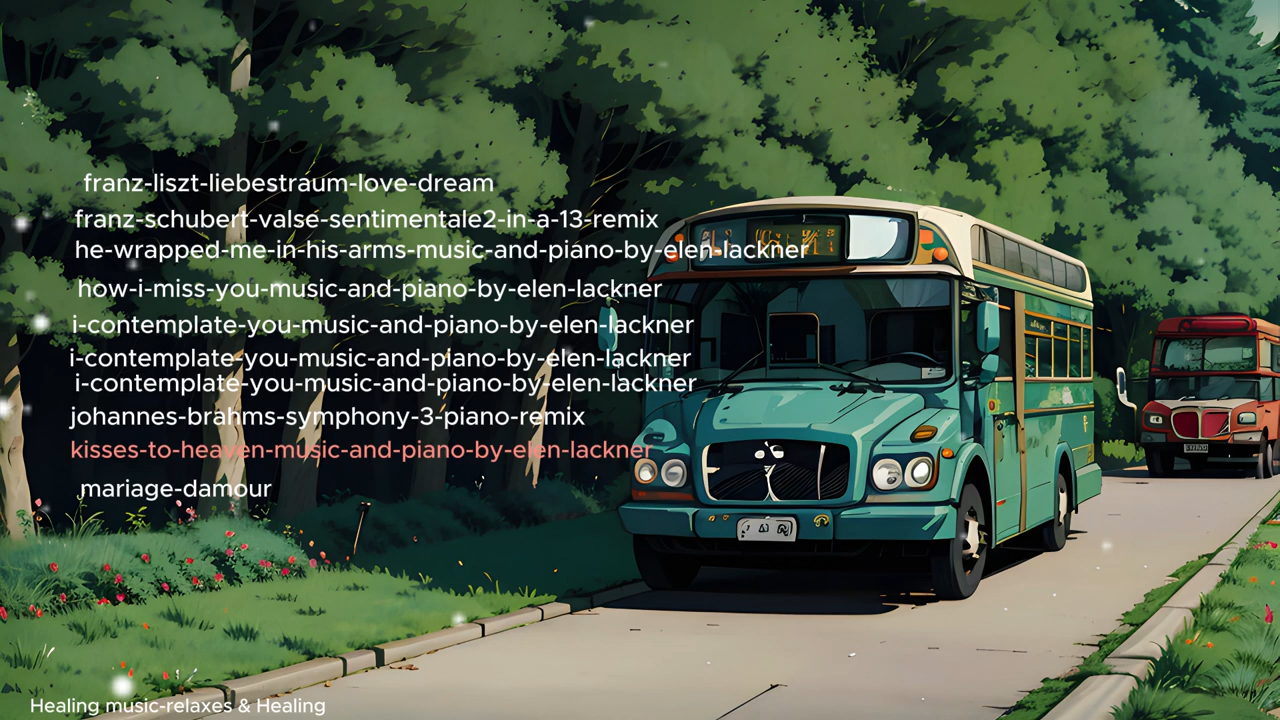 franz-liszt-liebestraum-love-dream
franz-schubert-valse-sentimentale2-in-a-13-remix
he-wrapped-me-in-his-arms-music-and-piano-by-elen-lackner
how-i-miss-you-music-and-piano-by-elen-lackner
i-contemplate-you-music-and-piano-by-elen-lackner
i-contemplate-you-music-and-piano-by-elen-lackner
i-contemplate-you-music-and-piano-by-elen-lackner
johannes-brahms-symphony-3-piano-remix
kisses-to-heaven-music-and-piano-by-elen-lackner
mariage-damour
Healing music-relaxes & Healing